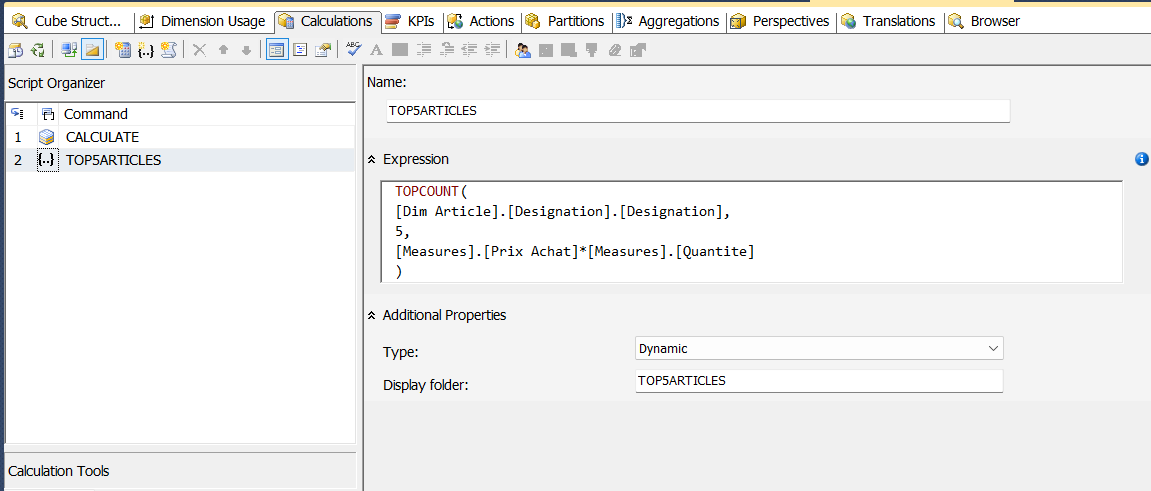 Cube Struct... Dimension Usage Calculations KPIs Actions Partitions Aggregations Perspectives Translations Browser
Script Organizer
Command
1 CALCULATE
2 {..} TOP5ARTICLES
Calculation Tools
Name:
TOP5ARTICLES
Expression
TOPCOUNT(
[Dim Article].[Designation].[Designation],
5,
[Measures].[Prix Achat]*[Measures].[Quantite]
)
Additional Properties
Type: Dynamic
Display folder: TOP5ARTICLES